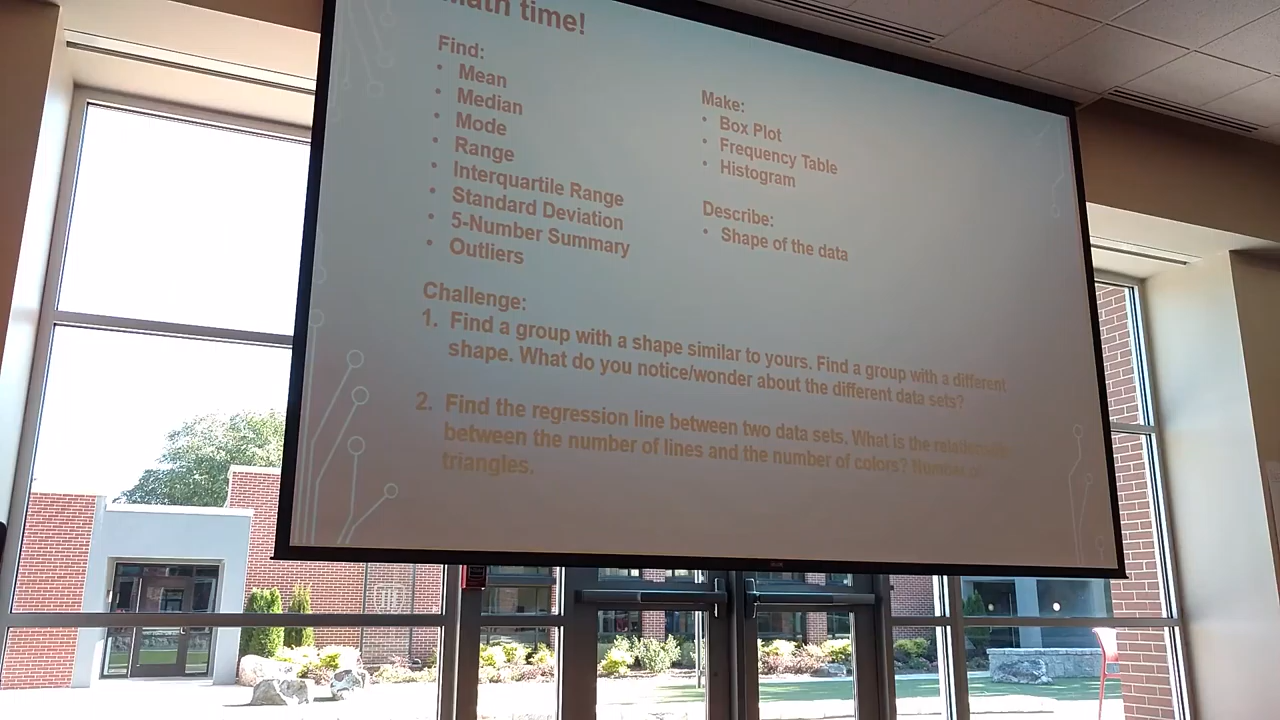 Math time!
Find:
• Mean
• Median
• Mode
• Range
• Interquartile Range
• Standard Deviation
• 5-Number Summary
• Outliers
Make:
• Box Plot
• Frequency Table
• Histogram
Describe:
• Shape of the data
Challenge:
1. Find a group with a shape similar to yours. Find a group with a different
shape. What do you notice/wonder about the different data sets?
2. Find the regression line between two data sets. What is the relationship
between the number of lines and the number of colors? Number of
triangles.